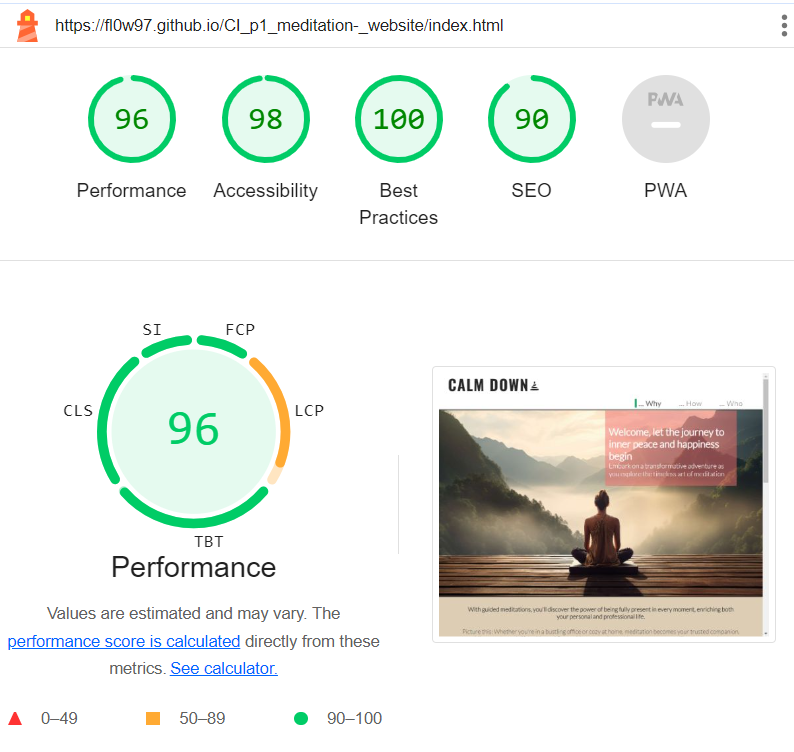 https://fl0w97.github.io/CI_p1_meditation-_website/index.html
96
98
100
90
PWA
Performance
Accessibility
Best
Practices
SEO
PWA
SI
FCP
CLS
LCP
96
TBT
Performance
Values are estimated and may vary. The
performance score is calculated directly from these
metrics. See calculator.
0–49
50–89
90–100
CALM DOWN
... Why
... How
... Who
Welcome, let the journey to
inner peace and happiness
begin
Embark on a transformative adventure as
you explore the timeless art of meditation
With guided meditations, you'll discover the power of being fully present in every moment, enriching both
your personal and professional life.
Picture this: Whether you're in a bustling office or cozy at home, meditation becomes your trusted companion.